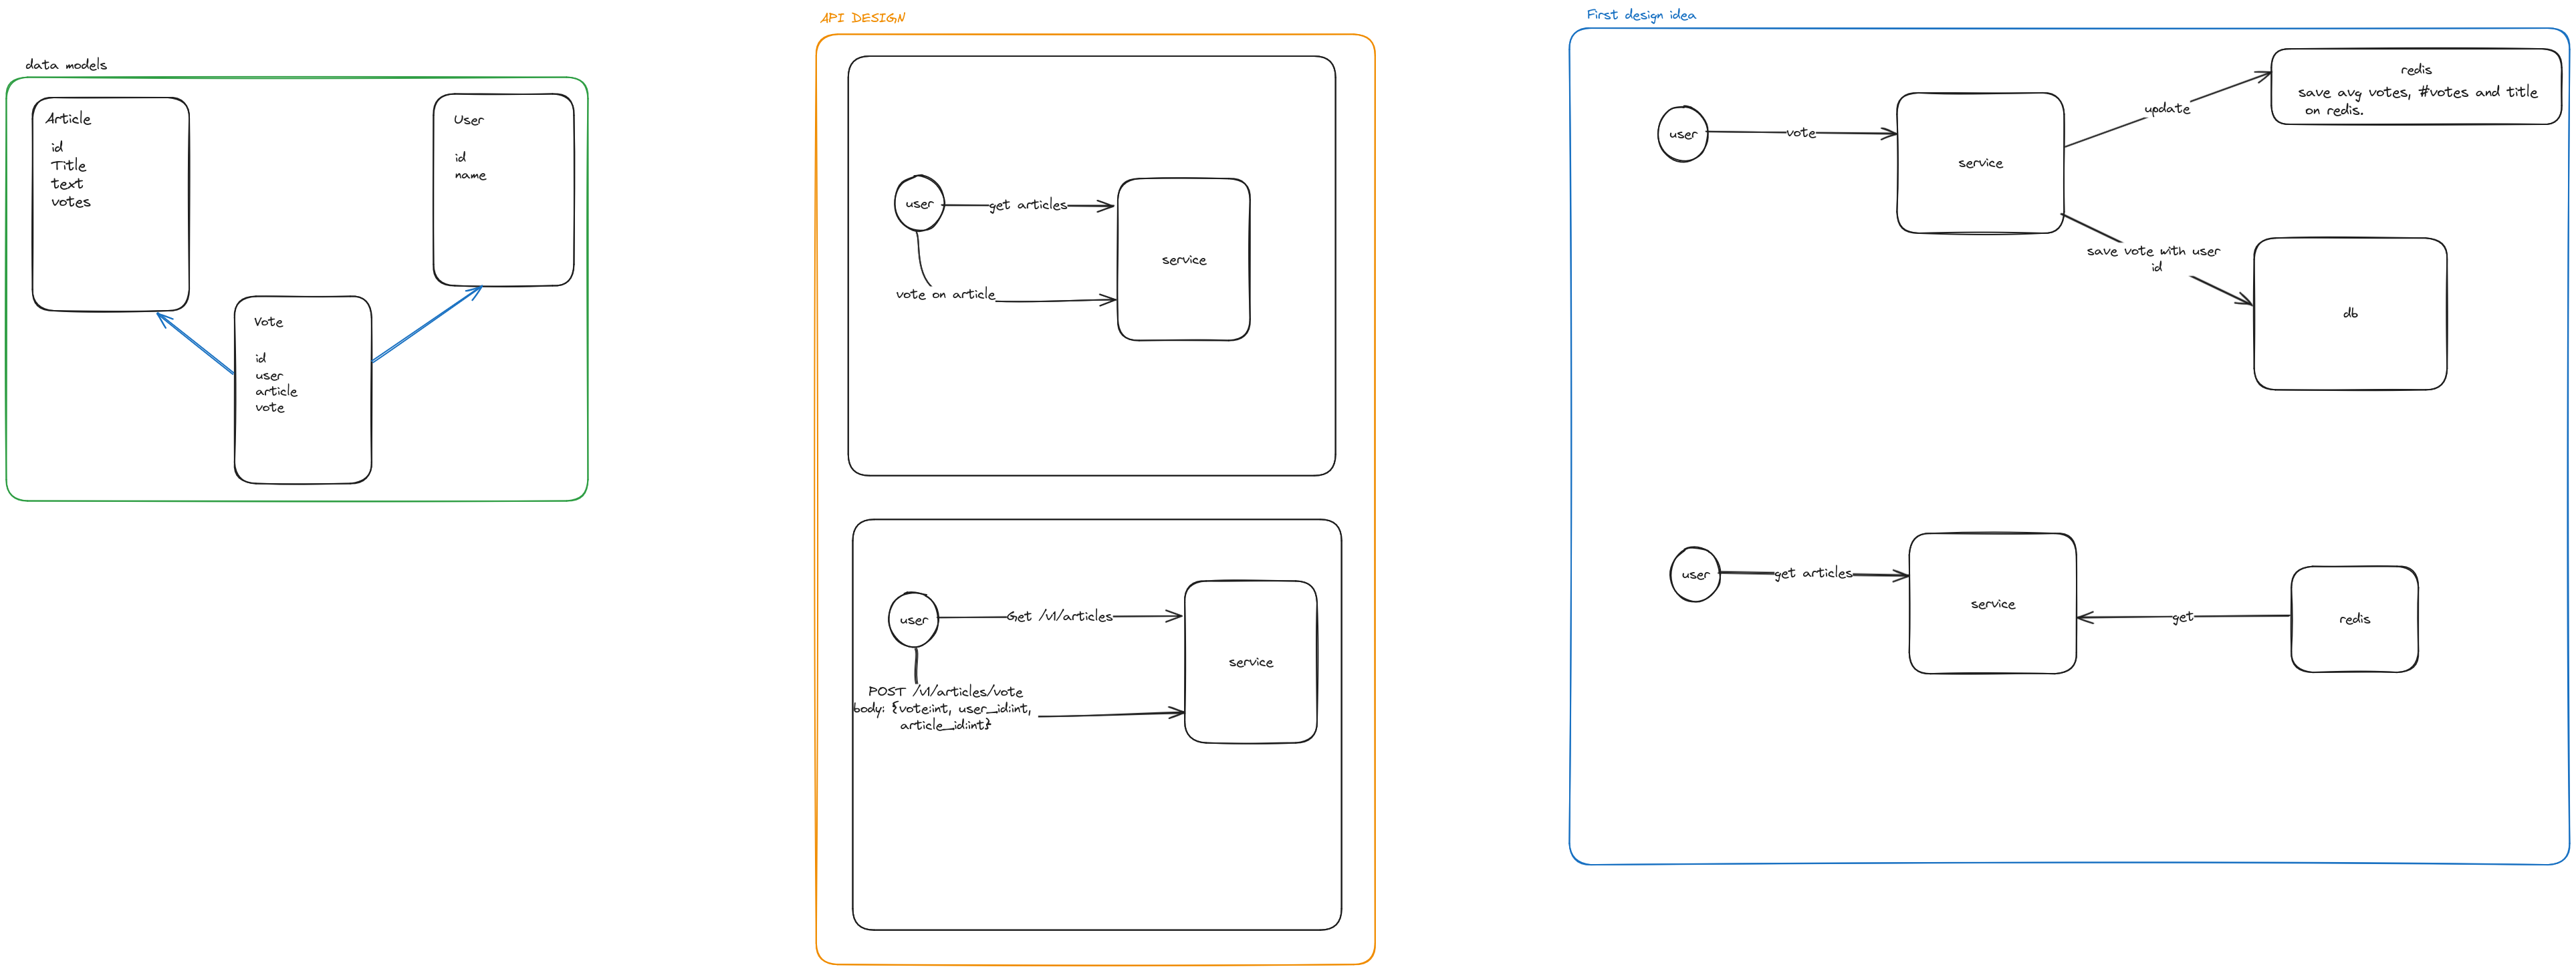 data models
Article
id
Title
text
votes
User
id
name
Vote
id
user
article
vote
API DESIGN
user
get articles
vote on article
service
user
Get /v1/articles
POST /v1/articles/vote
body: {vote:int, user_id:int,
article_id:int}
service
First design idea
user
vote
service
update
redis
save avg votes, #votes and title
on redis.
save vote with user
id
db
user
get articles
service
get
redis